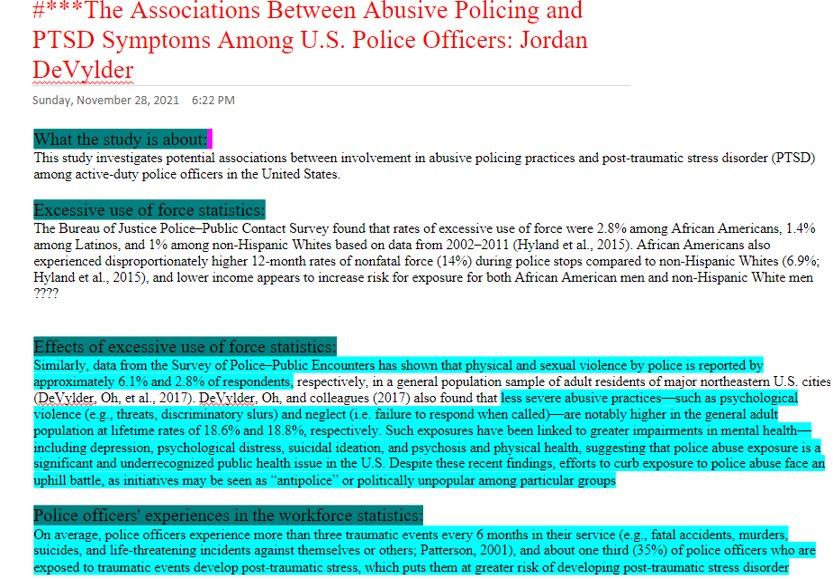 #***The Associations Between Abusive Policing and
PTSD Symptoms Among U.S. Police Officers: Jordan
DeVylder
Sunday, November 28, 2021 6:22 PM
What the study is about:
This study investigates potential associations between involvement in abusive policing practices and post-traumatic stress disorder (PTSD)
among active-duty police officers in the United States.
Excessive use of force statistics:
The Bureau of Justice Police–Public Contact Survey found that rates of excessive use of force were 2.8% among African Americans, 1.4%
among Latinos, and 1% among non-Hispanic Whites based on data from 2002–2011 (Hyland et al., 2015). African Americans also
experienced disproportionately higher 12-month rates of nonfatal force (14%) during police stops compared to non-Hispanic Whites (6.9%;
Hyland et al., 2015), and lower income appears to increase risk for exposure for both African American men and non-Hispanic White men
????
Effects of excessive use of force statistics:
Similarly, data from the Survey of Police–Public Encounters has shown that physical and sexual violence by police is reported by
approximately 6.1% and 2.8% of respondents, respectively, in a general population sample of adult residents of major northeastern U.S. cities
(DeVylder, Oh, et al., 2017). DeVylder, Oh, and colleagues (2017) also found that less severe abusive practices—such as psychological
violence (e.g., threats, discriminatory slurs) and neglect (i.e. failure to respond when called)—are notably higher in the general adult
population at lifetime rates of 18.6% and 18.8%, respectively. Such exposures have been linked to greater impairments in mental health—
including depression, psychological distress, suicidal ideation, and psychosis and physical health, suggesting that police abuse exposure is a
significant and underrecognized public health issue in the U.S. Despite these recent findings, efforts to curb exposure to police abuse face an
uphill battle, as initiatives may be seen as “antipolice” or politically unpopular among particular groups
Police officers' experiences in the workforce statistics:
On average, police officers experience more than three traumatic events every 6 months in their service (e.g., fatal accidents, murders,
suicides, and life-threatening incidents against themselves or others; Patterson, 2001), and about one third (35%) of police officers who are
exposed to traumatic events develop post-traumatic stress, which puts them at greater risk of developing post-traumatic stress disorder